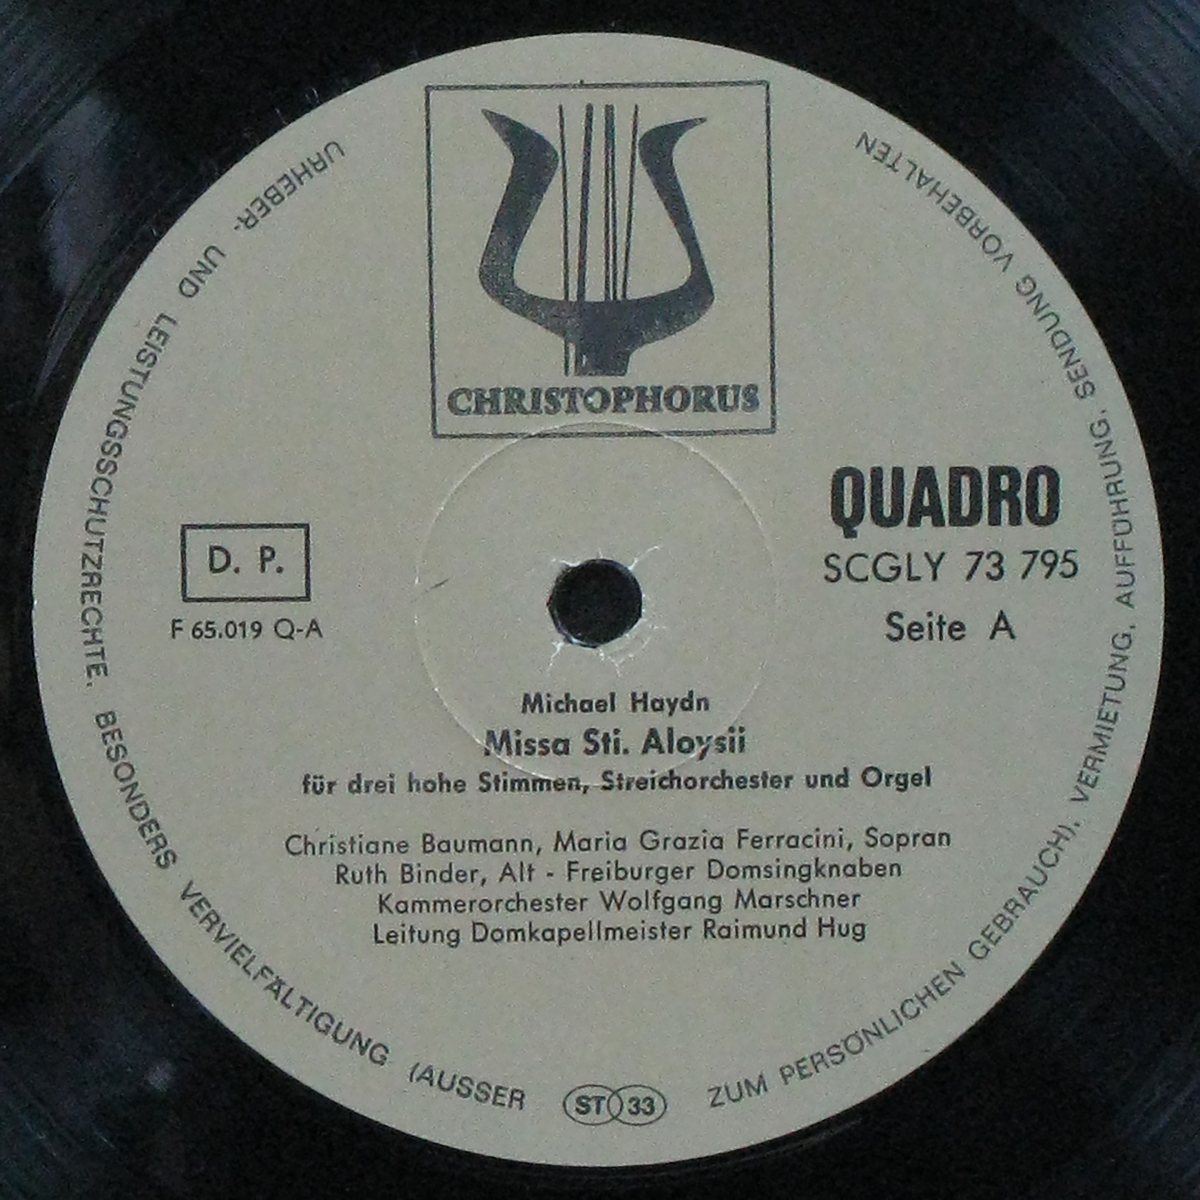 CHRISTOPHORUS
QUADRO
SCGLY 73 795
Seite A
D. P.
F 65.019 Q-A
Michael Haydn
Missa Sti. Aloysii
für drei hohe Stimmen, Streichorchester und Orgel
Christiane Baumann, Maria Grazia Ferracini, Sopran
Ruth Binder, Alt - Freiburger Domsingknaben
Kammerorchester Wolfgang Marschner
Leitung Domkapellmeister Raimund Hug
URHEBER- UND LEISTUNGSSCHUTZRECHTE. BESONDERS VERVIELFÄLTIGUNG (AUSSER ZUM PERSÖNLICHEN GEBRAUCH), VERMIETUNG, AUFFÜHRUNG, SENDUNG VORBEHALTEN
ST 33